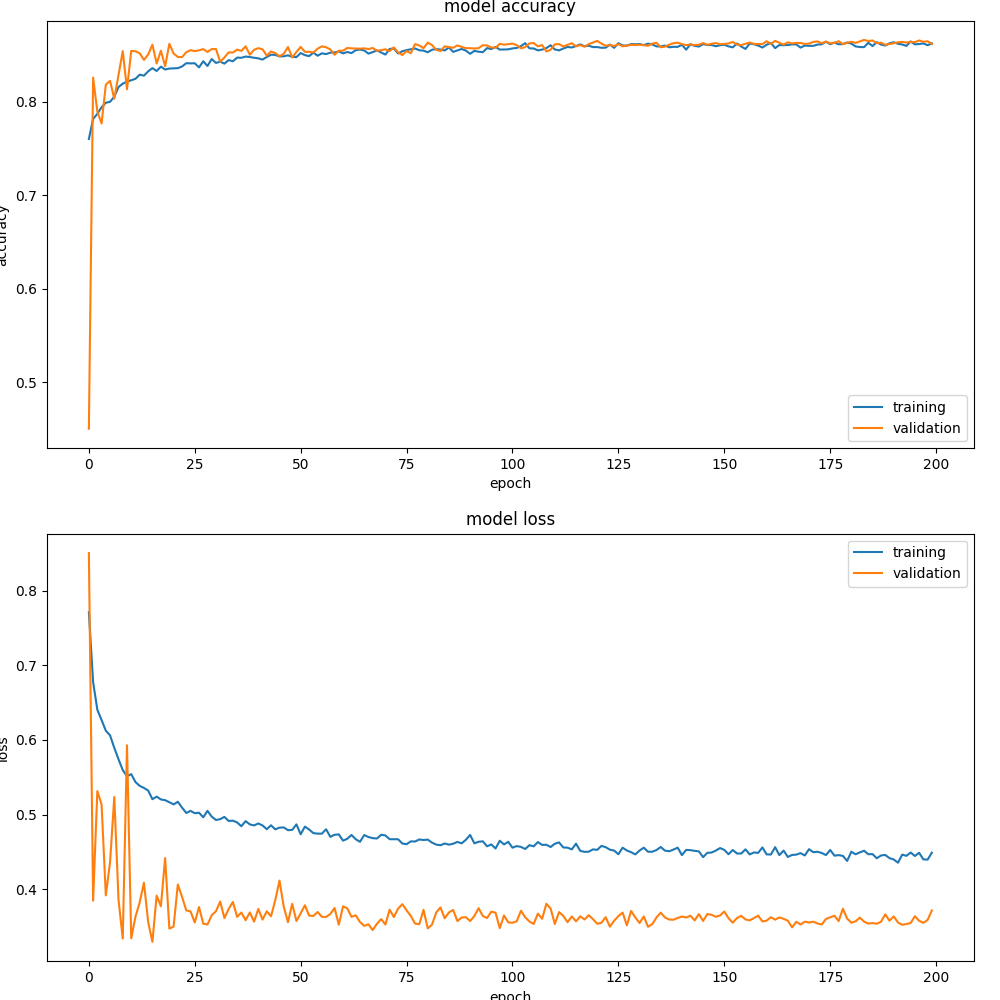 model accuracy
0.8
0.7
0.6
0.5
accuracy
training
validation
0 25 50 75 100 125 150 175 200
epoch
model loss
training
validation
0.8
0.7
0.6
0.5
0.4
loss
0 25 50 75 100 125 150 175 200
epoch